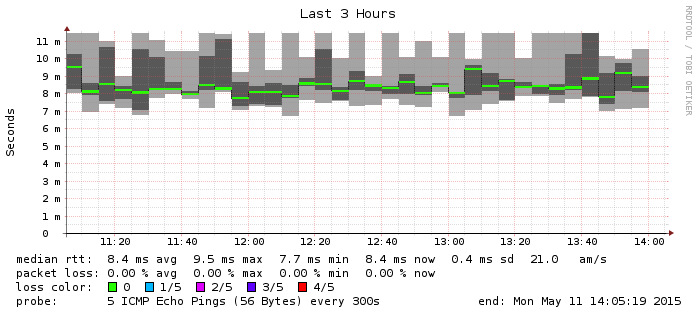 Last 3 Hours
RRDTOOL / TOBI OETIKER
Seconds
11 m
10 m
9 m
8 m
7 m
6 m
5 m
4 m
3 m
2 m
1 m
0
11:20 11:40 12:00 12:20 12:40 13:00 13:20 13:40 14:00
median rtt: 8.4 ms avg 9.5 ms max 7.7 ms min 8.4 ms now 0.4 ms sd 21.0 am/s
packet loss: 0.00 % avg 0.00 % max 0.00 % min 0.00 % now
loss color: 0 1/5 2/5 3/5 4/5
probe: 5 ICMP Echo Pings (56 Bytes) every 300s end: Mon May 11 14:05:19 2015